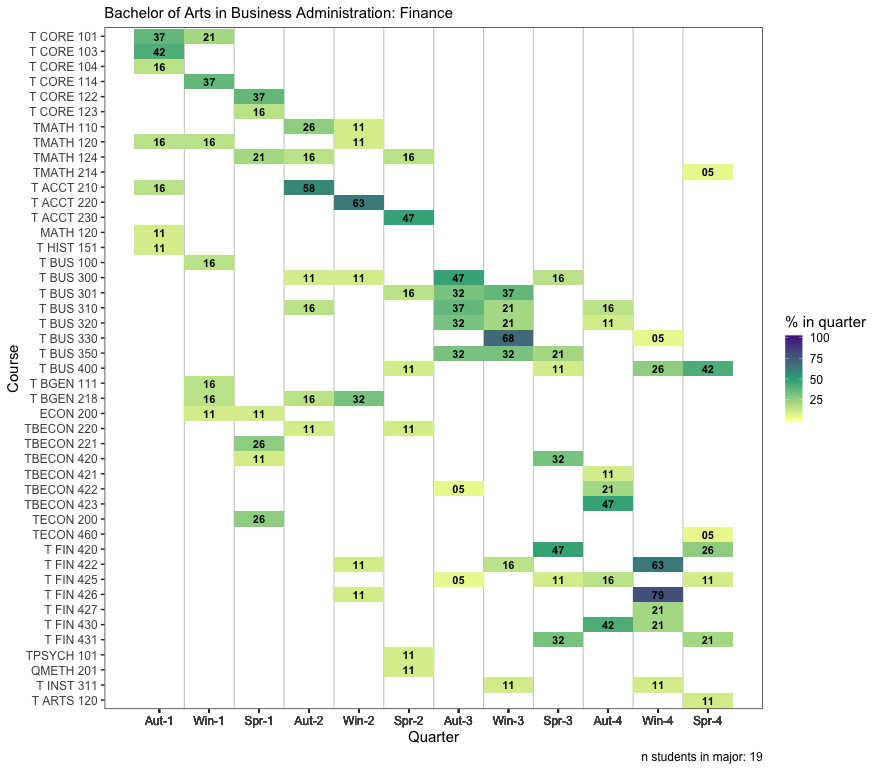 Bachelor of Arts in Business Administration: Finance
T CORE 101 37 21
T CORE 103 42
T CORE 104 16
T CORE 114 37
T CORE 122 37
T CORE 123 16
TMATH 110 26 11
TMATH 120 16 16 11
TMATH 124 21 16 16
TMATH 214 05
T ACCT 210 16 58
T ACCT 220 63
T ACCT 230 47
MATH 120 11
T HIST 151 11
T BUS 100 16
T BUS 300 11 11 47 16
T BUS 301 16 32 37
T BUS 310 16 37 21 16
T BUS 320 32 21 11
T BUS 330 68 05
T BUS 350 32 32 21
T BUS 400 11 11 26 42
T BGEN 111 16
T BGEN 218 16 16 32
ECON 200 11 11
TBECON 220 11 11
TBECON 221 26
TBECON 420 11 32
TBECON 421 11
TBECON 422 05 21
TBECON 423 47
TECON 200 26
TECON 460 05
T FIN 420 47 26
T FIN 422 11 16 63
T FIN 425 05 11 16 11
T FIN 426 11 79
T FIN 427 21
T FIN 430 42 21
T FIN 431 32 21
TPSYCH 101 11
QMETH 201 11
T INST 311 11 11
T ARTS 120 11
Aut-1 Win-1 Spr-1 Aut-2 Win-2 Spr-2 Aut-3 Win-3 Spr-3 Aut-4 Win-4 Spr-4
Quarter
Course
% in quarter
100
75
50
25
n students in major: 19